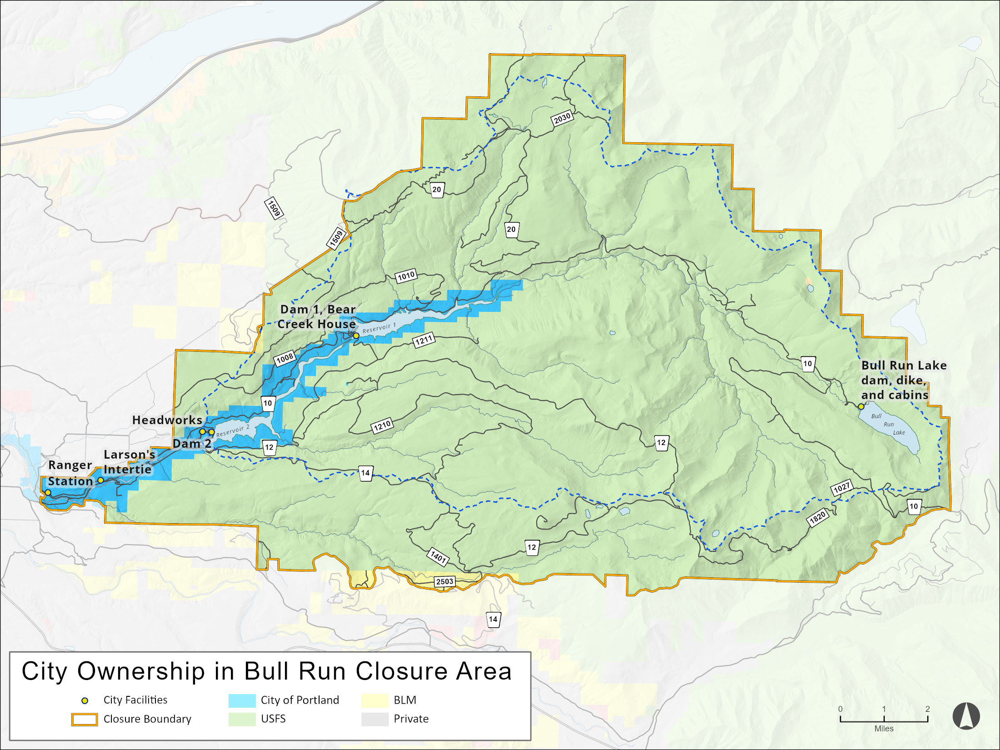 2030
20
1509
20
1509
1010
Dam 1, Bear
Creek House
Reservoir 1
1211
1008
10
Bull Run Lake
dam, dike,
and cabins
10
Headworks
Reservoir 2
1210
Bull
Run
Lake
Dam 2
12
12
Larson's
Intertie
Ranger
Station
14
1027
10
1820
12
1401
2503
14
City Ownership in Bull Run Closure Area
City Facilities
City of Portland
BLM
Closure Boundary
USFS
Private
0 1 2
Miles